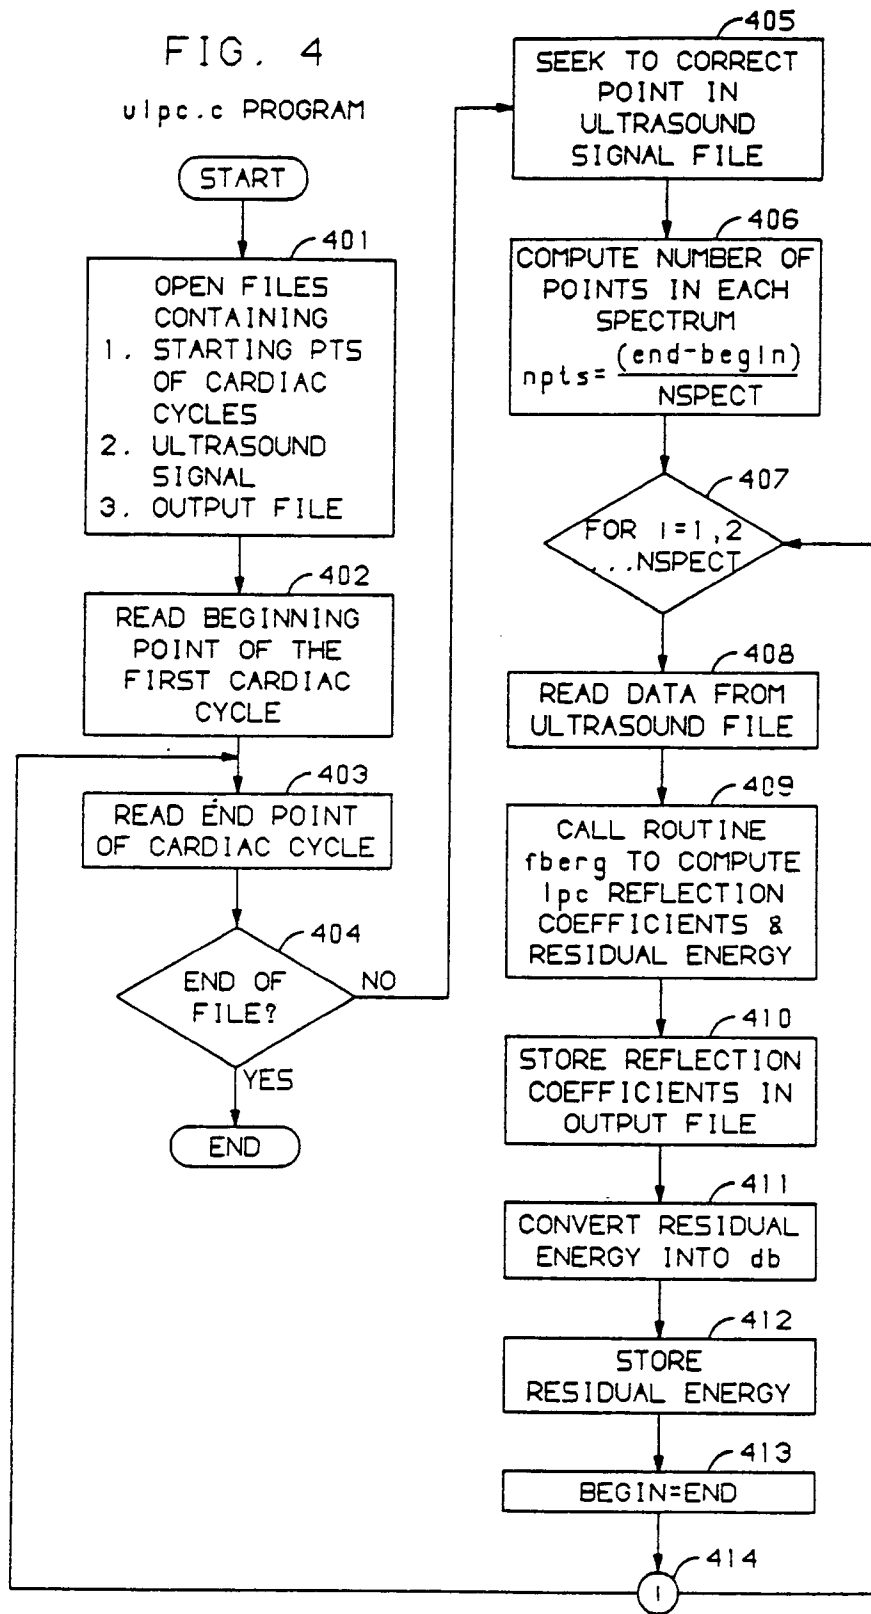 FIG. 4
ulpc.c PROGRAM
START
401
OPEN FILES
CONTAINING
1. STARTING PTS
OF CARDIAC
CYCLES
2. ULTRASOUND
SIGNAL
3. OUTPUT FILE
402
READ BEGINNING
POINT OF THE
FIRST CARDIAC
CYCLE
403
READ END POINT
OF CARDIAC CYCLE
404
END OF
FILE?
NO
YES
END
405
SEEK TO CORRECT
POINT IN
ULTRASOUND
SIGNAL FILE
406
COMPUTE NUMBER OF
POINTS IN EACH
SPECTRUM
npts= (end-begin)
NSPECT
407
FOR I=1,2
...NSPECT
408
READ DATA FROM
ULTRASOUND FILE
409
CALL ROUTINE
fberg TO COMPUTE
lpc REFLECTION
COEFFICIENTS &
RESIDUAL ENERGY
410
STORE REFLECTION
COEFFICIENTS IN
OUTPUT FILE
411
CONVERT RESIDUAL
ENERGY INTO db
412
STORE
RESIDUAL ENERGY
413
BEGIN=END
414
I